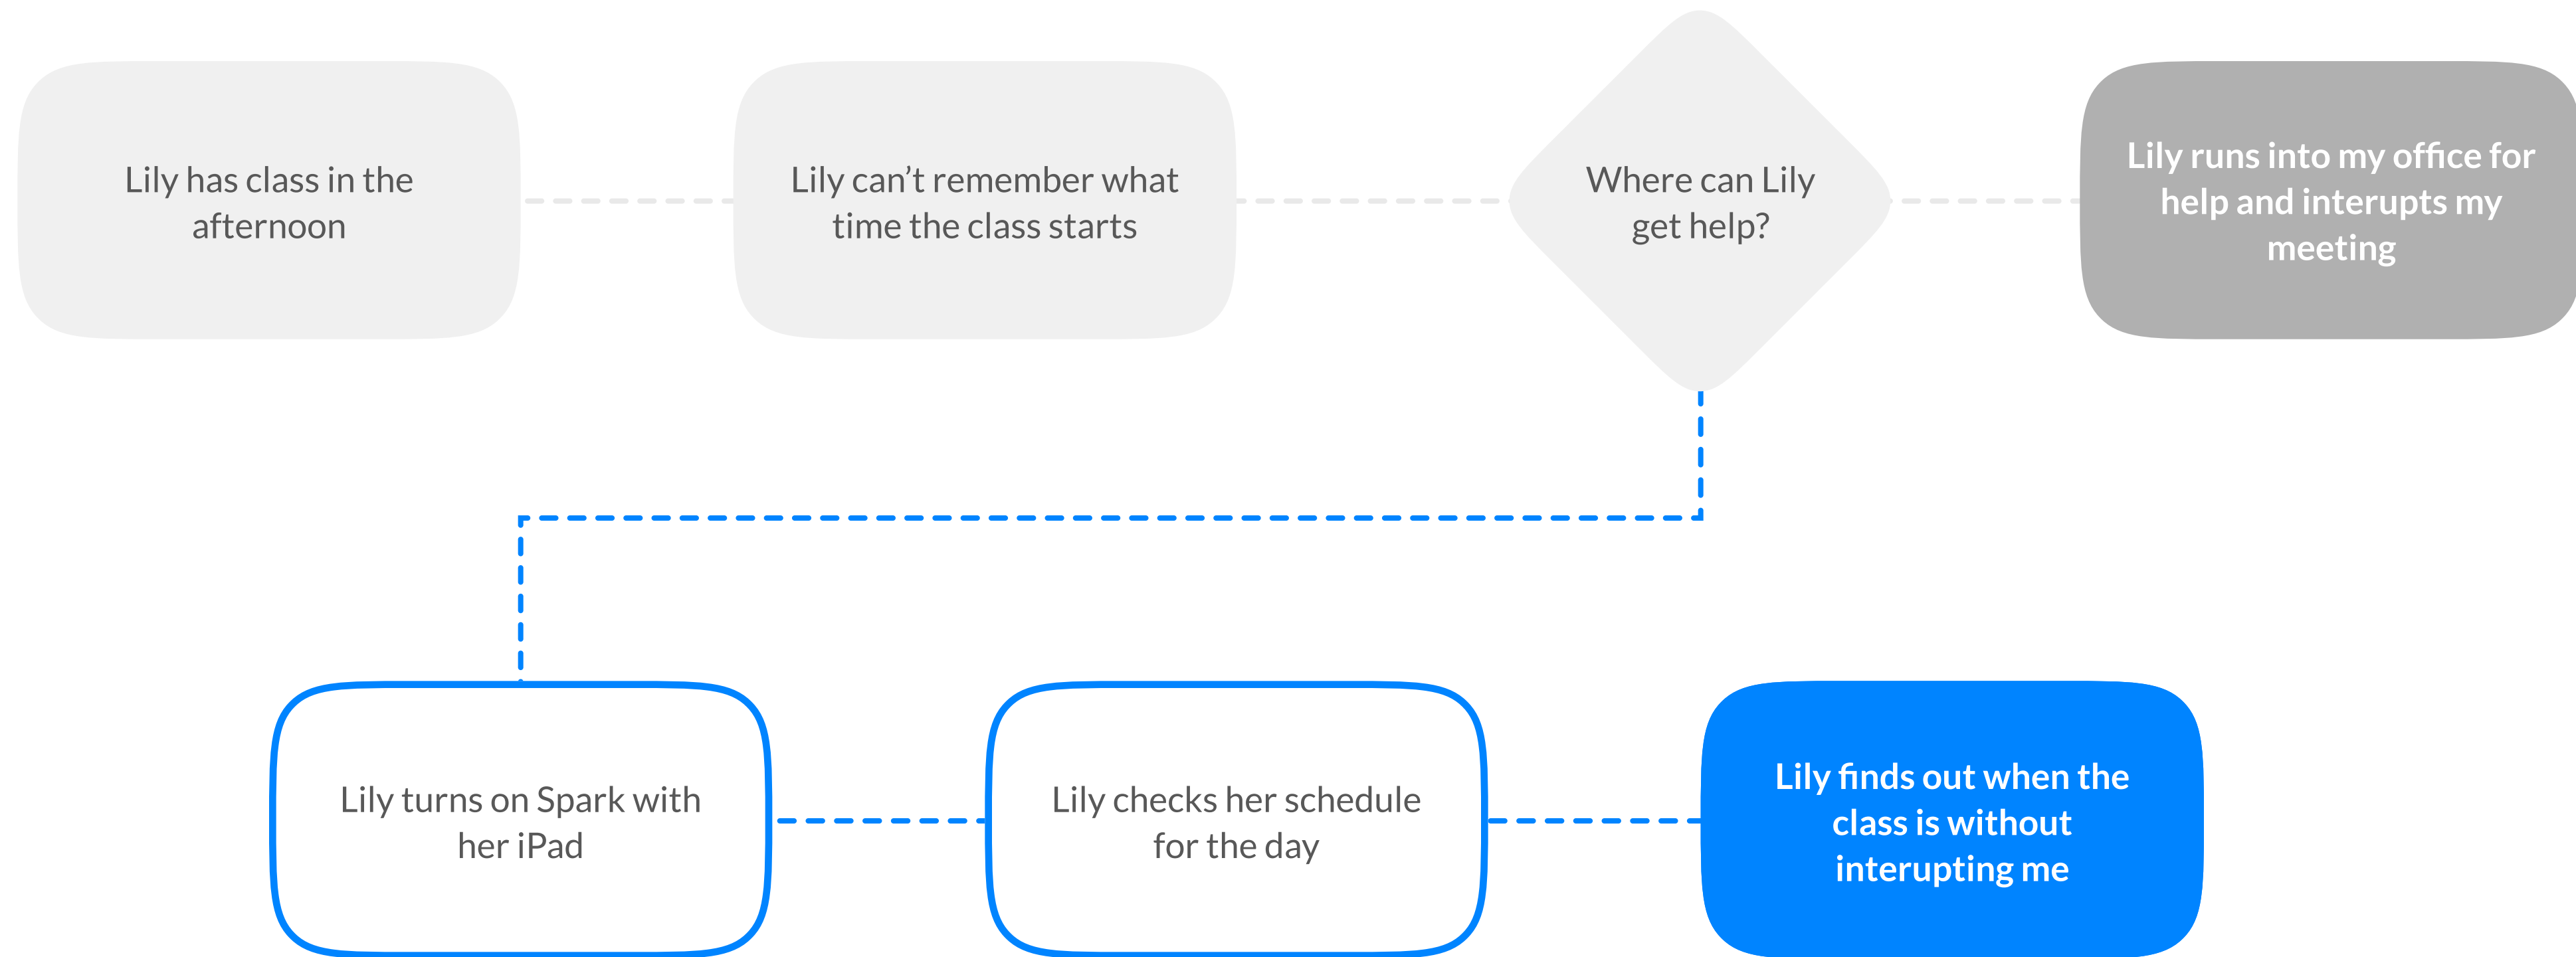 Lily has class in the
afternoon
Lily can’t remember what
time the class starts
Where can Lily
get help?
Lily runs into my office for
help and interupts my
meeting
Lily turns on Spark with
her iPad
Lily checks her schedule
for the day
Lily finds out when the
class is without
interupting me